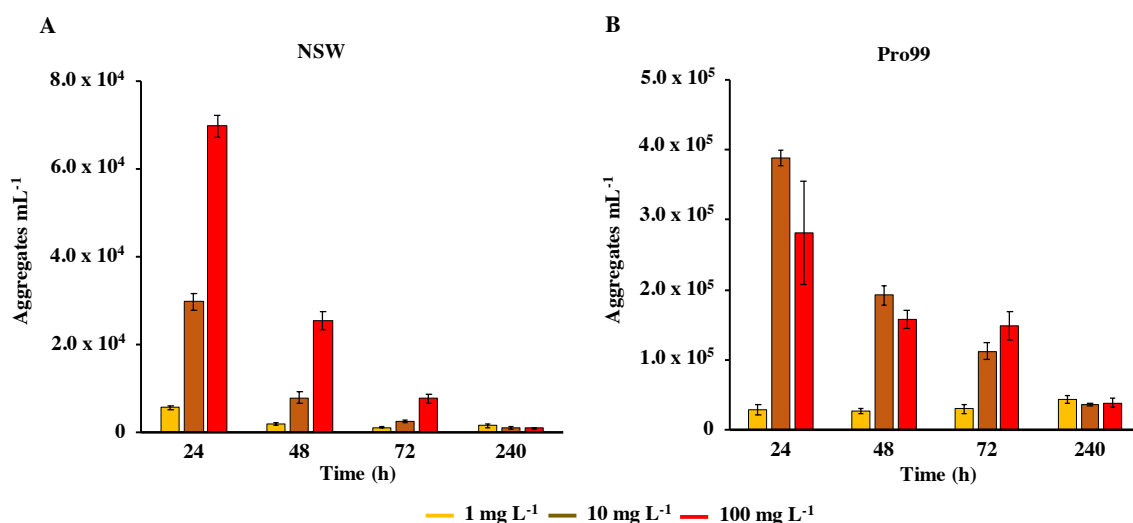 A
NSW
8.0 x 10⁴
6.0 x 10⁴
4.0 x 10⁴
2.0 x 10⁴
0
Aggregates mL⁻¹
24 48 72 240
Time (h)
B
Pro99
5.0 x 10⁵
4.0 x 10⁵
3.0 x 10⁵
2.0 x 10⁵
1.0 x 10⁵
0
Aggregates mL⁻¹
24 48 72 240
Time (h)
1 mg L⁻¹ 10 mg L⁻¹ 100 mg L⁻¹